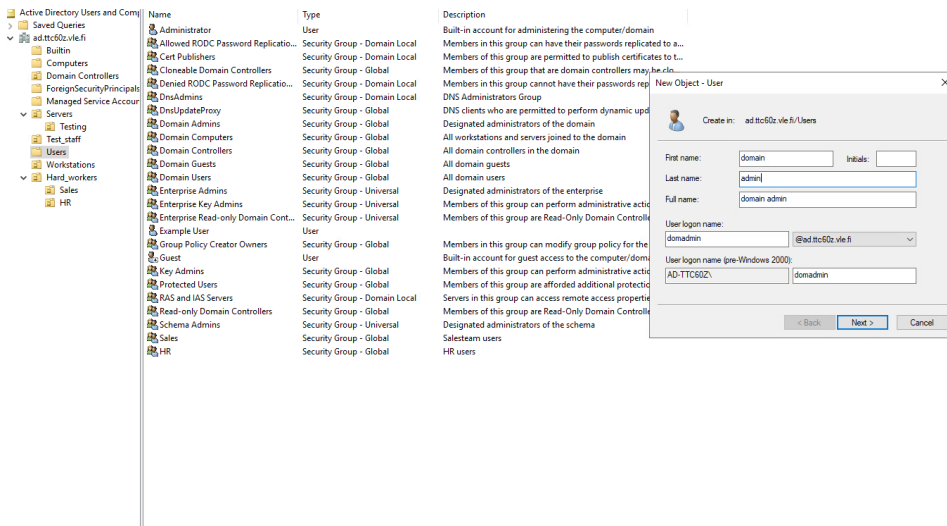 Active Directory Users and Comp
Saved Queries
ad.ttc60z.vle.fi
Builtin
Computers
Domain Controllers
ForeignSecurityPrincipals
Managed Service Accour
Servers
Testing
Test_staff
Users
Workstations
Hard_workers
Sales
HR
Name Type Description
Administrator User Built-in account for administering the computer/domain
Allowed RODC Password Replicatio... Security Group - Domain Local Members in this group can have their passwords replicated to a...
Cert Publishers Security Group - Domain Local Members of this group are permitted to publish certificates to t...
Cloneable Domain Controllers Security Group - Global Members of this group that are domain controllers may be clo...
Denied RODC Password Replicatio... Security Group - Domain Local Members in this group cannot have their passwords rep
DnsAdmins Security Group - Domain Local DNS Administrators Group
DnsUpdateProxy Security Group - Global DNS clients who are permitted to perform dynamic upd
Domain Admins Security Group - Global Designated administrators of the domain
Domain Computers Security Group - Global All workstations and servers joined to the domain
Domain Controllers Security Group - Global All domain controllers in the domain
Domain Guests Security Group - Global All domain guests
Domain Users Security Group - Global All domain users
Enterprise Admins Security Group - Universal Designated administrators of the enterprise
Enterprise Key Admins Security Group - Universal Members of this group can perform administrative actic
Enterprise Read-only Domain Cont... Security Group - Universal Members of this group are Read-Only Domain Controlle
Example User User
Group Policy Creator Owners Security Group - Global Members in this group can modify group policy for the
Guest User Built-in account for guest access to the computer/doma
Key Admins Security Group - Global Members of this group can perform administrative actic
Protected Users Security Group - Global Members of this group are afforded additional protectio
RAS and IAS Servers Security Group - Domain Local Servers in this group can access remote access propertie
Read-only Domain Controllers Security Group - Global Members of this group are Read-Only Domain Controlle
Schema Admins Security Group - Universal Designated administrators of the schema
Sales Security Group - Global Salesteam users
HR Security Group - Global HR users
New Object - User
Create in: ad.ttc60z.vle.fi/Users
First name: domain Initials:
Last name: admin
Full name: domain admin
User logon name:
domadmin @ad.ttc60z.vle.fi
User logon name (pre-Windows 2000):
AD-TTC60Z\ domadmin
< Back Next > Cancel